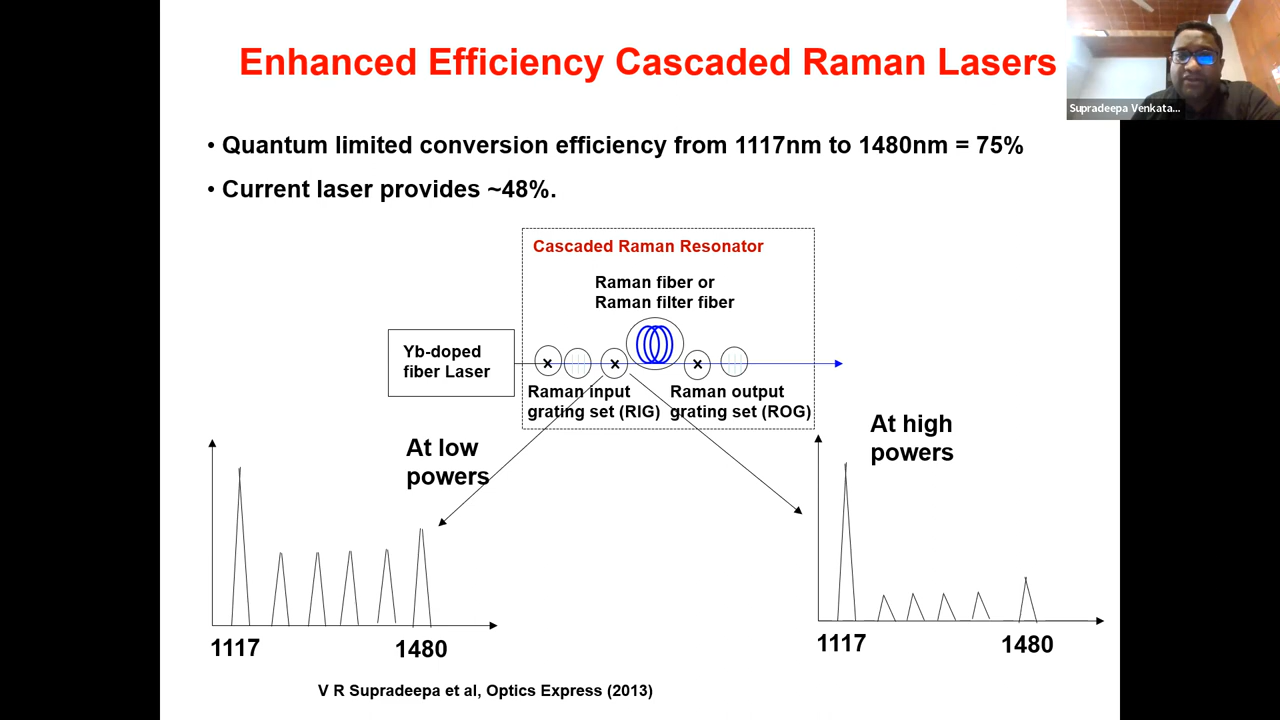 Enhanced Efficiency Cascaded Raman Lasers
Supradeepa Venkata...
• Quantum limited conversion efficiency from 1117nm to 1480nm = 75%
• Current laser provides ~48%.
Cascaded Raman Resonator
Raman fiber or
Raman filter fiber
Yb-doped
fiber Laser
Raman input
grating set (RIG)
Raman output
grating set (ROG)
At low
powers
At high
powers
1117
1480
1117
1480
V R Supradeepa et al, Optics Express (2013)